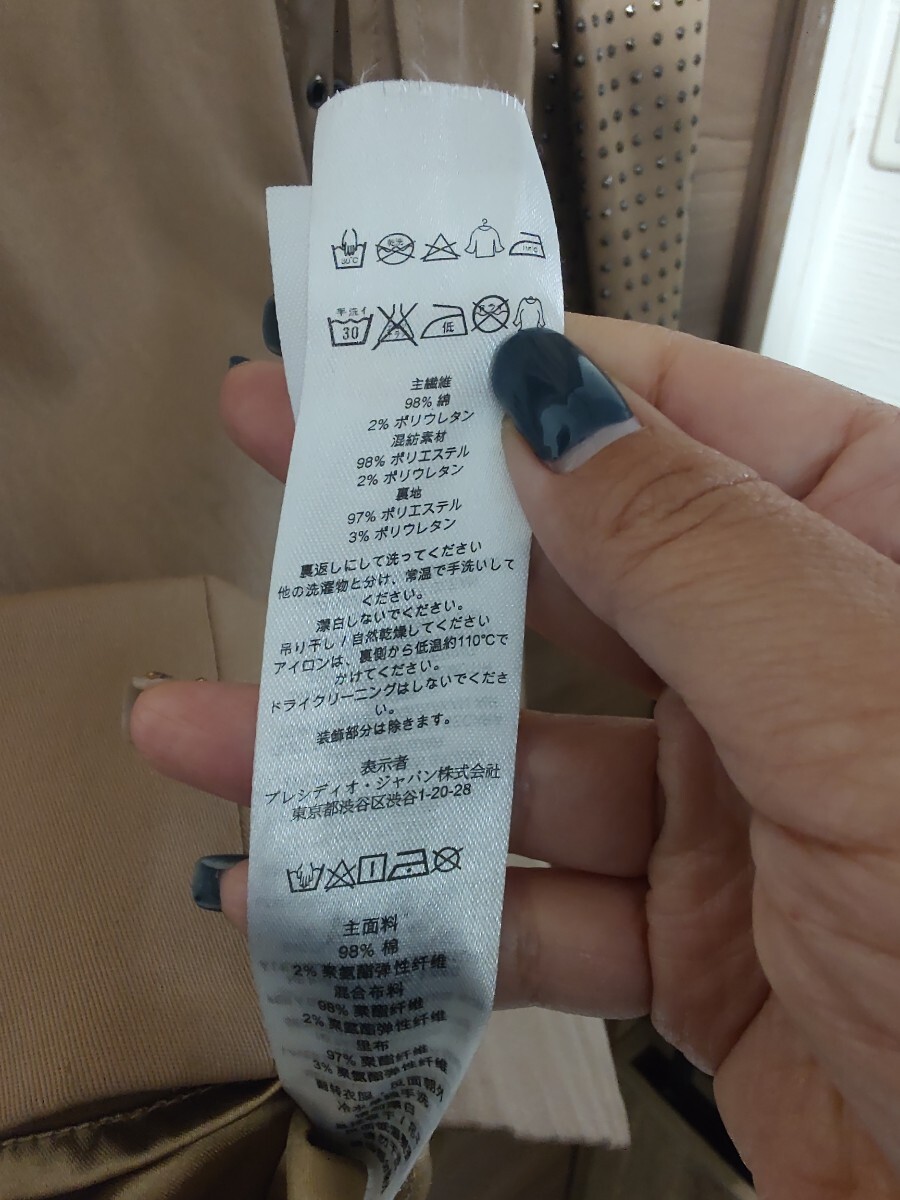 30°C 乾洗
手洗イ
30 低
主繊維
98% 綿
2% ポリウレタン
混紡素材
98% ポリエステル
2% ポリウレタン
裏地
97% ポリエステル
3% ポリウレタン
裏返しにして洗ってください
他の洗濯物と分け、常温で手洗いして
ください。
漂白しないでください。
吊り干し / 自然乾燥してください
アイロンは、裏側から低温約110℃で
かけてください。
ドライクリーニングはしないでくださ
い。
装飾部分は除きます。
表示者
プレシディオ・ジャパン株式会社
東京都渋谷区渋谷1-20-28
主面料
98% 棉
2% 聚氨酯弹性纤维
混合布料
98% 聚酯纤维
2% 聚氨酯弹性纤维
里布
97% 聚酯纤维
3% 聚氨酯弹性纤维